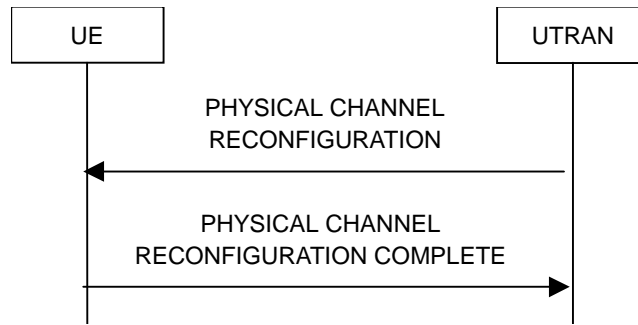 UE
UTRAN
PHYSICAL CHANNEL
RECONFIGURATION
PHYSICAL CHANNEL
RECONFIGURATION COMPLETE